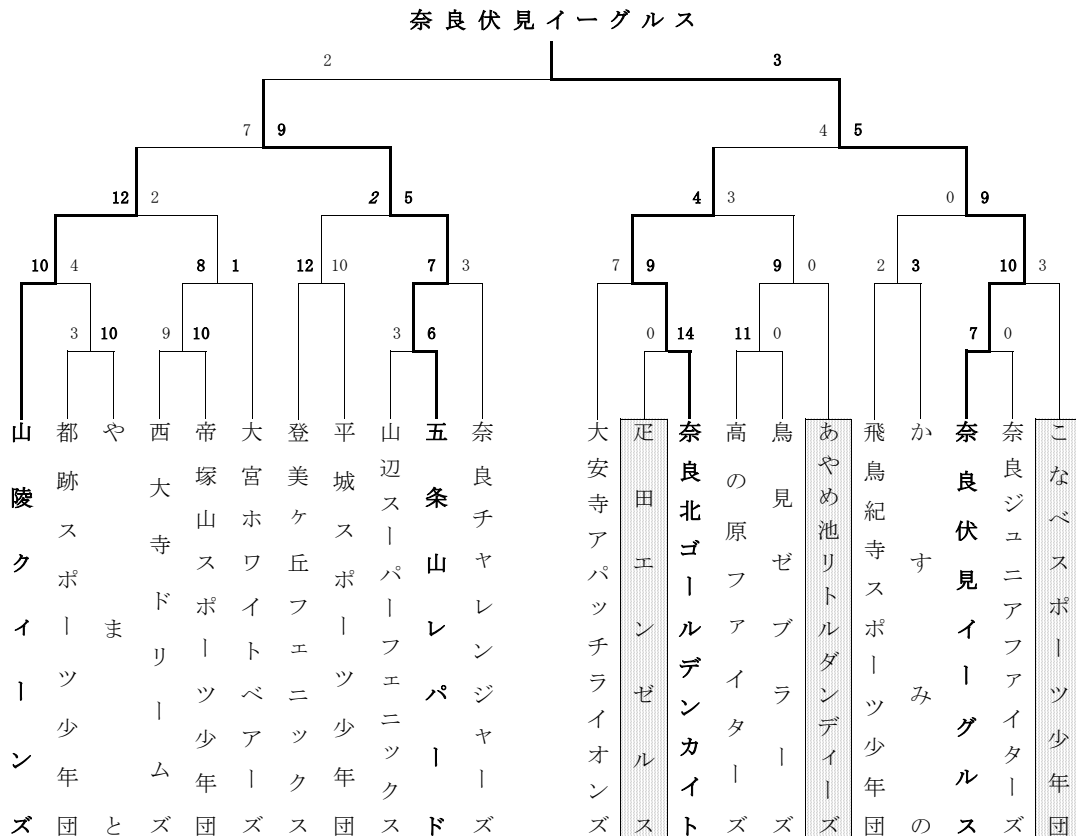 奈良伏見イーグルス
2 3
7 9 4 5
12 2 2 5 4 3 0 9
10 4 8 1 12 10 7 3 7 9 9 0 2 3 10 3
3 10 9 10 3 6 0 14 11 0 7 0
山陵クィーンズ
都跡スポーツ少年団
やまと
西大寺ドリームズ
帝塚山スポーツ少年団
大宮ホワイトベアーズ
登美ヶ丘フェニックス
平城スポーツ少年団
山辺スーパーフェニックス
五条山レパード
奈良チャレンジャーズ
大安寺アパッチライオンズ
疋田エンゼルス
奈良北ゴールデンカイト
高の原ファイターズ
鳥見ゼブラーズ
あやめ池リトルダンディーズ
飛鳥紀寺スポーツ少年団
かすみの
奈良伏見イーグルス
奈良ジュニアファイターズ
こなべスポーツ少年団